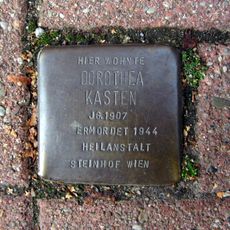 HIER WOHNTE
DOROTHEA
KASTEN
JG. 1907
ERMORDET 1944
HEILANSTALT
STEINHOF WIEN